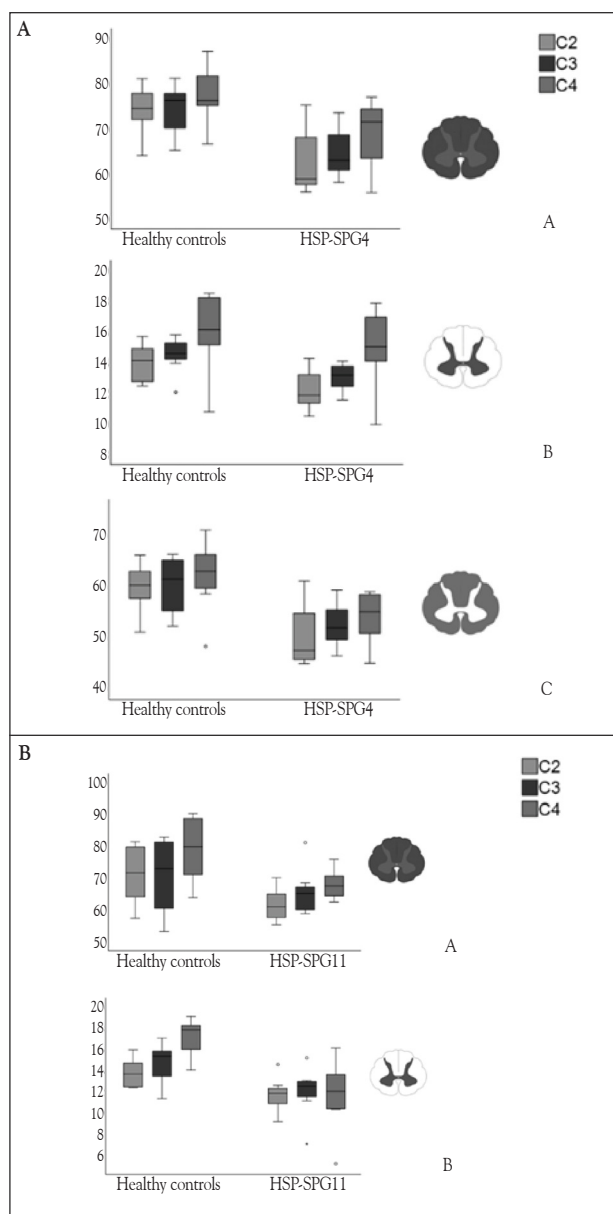 A
C2
C3
C4
90
80
70
60
50
Healthy controls HSP-SPG4
A
20
18
16
14
12
10
8
Healthy controls HSP-SPG4
B
70
60
50
40
Healthy controls HSP-SPG4
C
B
C2
C3
C4
100
90
80
70
60
50
Healthy controls HSP-SPG11
A
20
18
16
14
12
10
8
6
Healthy controls HSP-SPG11
B